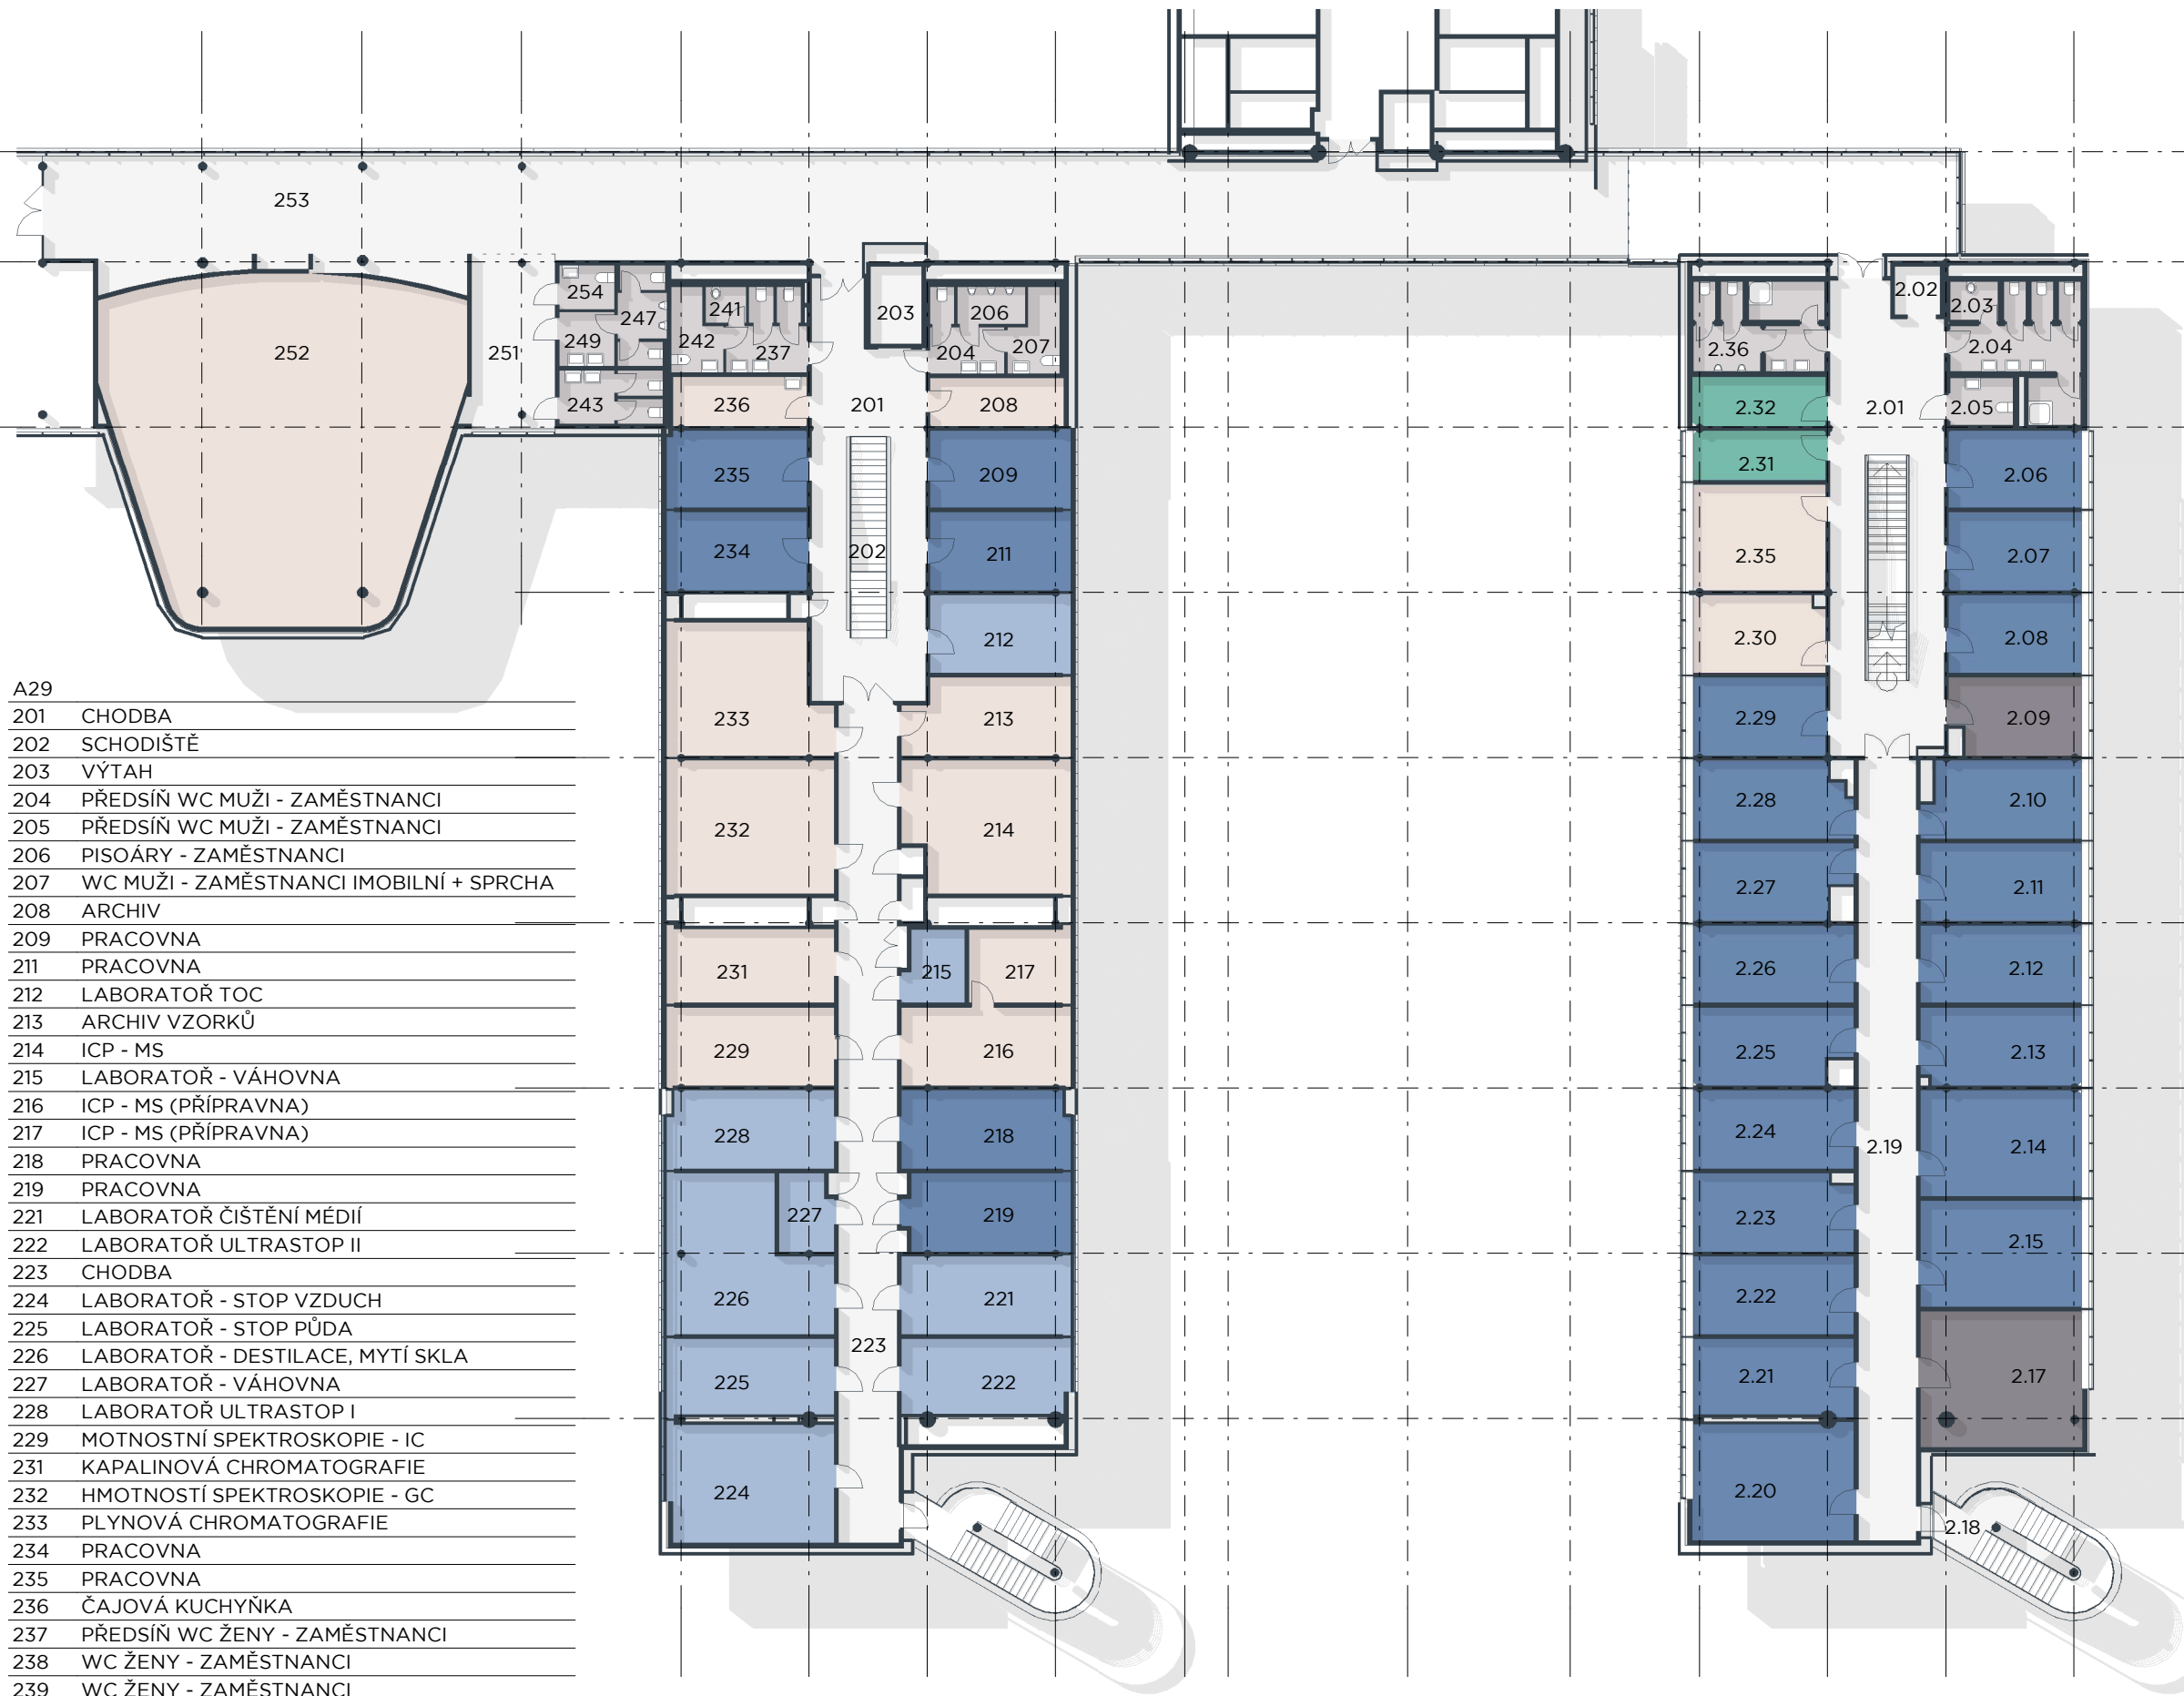 253
254
247
241
203
206
2.02
2.03
252
251
249
242
237
204
207
2.36
2.04
243
236
201
208
2.32
2.01
2.05
235
209
2.31
2.06
234
202
211
2.35
2.07
212
2.30
2.08
233
213
2.29
2.09
232
214
2.28
2.10
2.27
2.11
231
215
217
2.26
2.12
229
216
2.25
2.13
228
218
2.24
2.19
2.14
227
219
2.23
2.15
226
221
2.22
223
225
222
2.21
2.17
224
2.20
2.18
A29
201 CHODBA
202 SCHODIŠTĚ
203 VÝTAH
204 PŘEDSÍŇ WC MUŽI - ZAMĚSTNANCI
205 PŘEDSÍŇ WC MUŽI - ZAMĚSTNANCI
206 PISOÁRY - ZAMĚSTNANCI
207 WC MUŽI - ZAMĚSTNANCI IMOBILNÍ + SPRCHA
208 ARCHIV
209 PRACOVNA
211 PRACOVNA
212 LABORATOŘ TOC
213 ARCHIV VZORKŮ
214 ICP - MS
215 LABORATOŘ - VÁHOVNA
216 ICP - MS (PŘÍPRAVNA)
217 ICP - MS (PŘÍPRAVNA)
218 PRACOVNA
219 PRACOVNA
221 LABORATOŘ ČIŠTĚNÍ MÉDIÍ
222 LABORATOŘ ULTRASTOP II
223 CHODBA
224 LABORATOŘ - STOP VZDUCH
225 LABORATOŘ - STOP PŮDA
226 LABORATOŘ - DESTILACE, MYTÍ SKLA
227 LABORATOŘ - VÁHOVNA
228 LABORATOŘ ULTRASTOP I
229 MOTNOSTNÍ SPEKTROSKOPIE - IC
231 KAPALINOVÁ CHROMATOGRAFIE
232 HMOTNOSTÍ SPEKTROSKOPIE - GC
233 PLYNOVÁ CHROMATOGRAFIE
234 PRACOVNA
235 PRACOVNA
236 ČAJOVÁ KUCHYŇKA
237 PŘEDSÍŇ WC ŽENY - ZAMĚSTNANCI
238 WC ŽENY - ZAMĚSTNANCI
239 WC ŽENY - ZAMĚSTNANCI